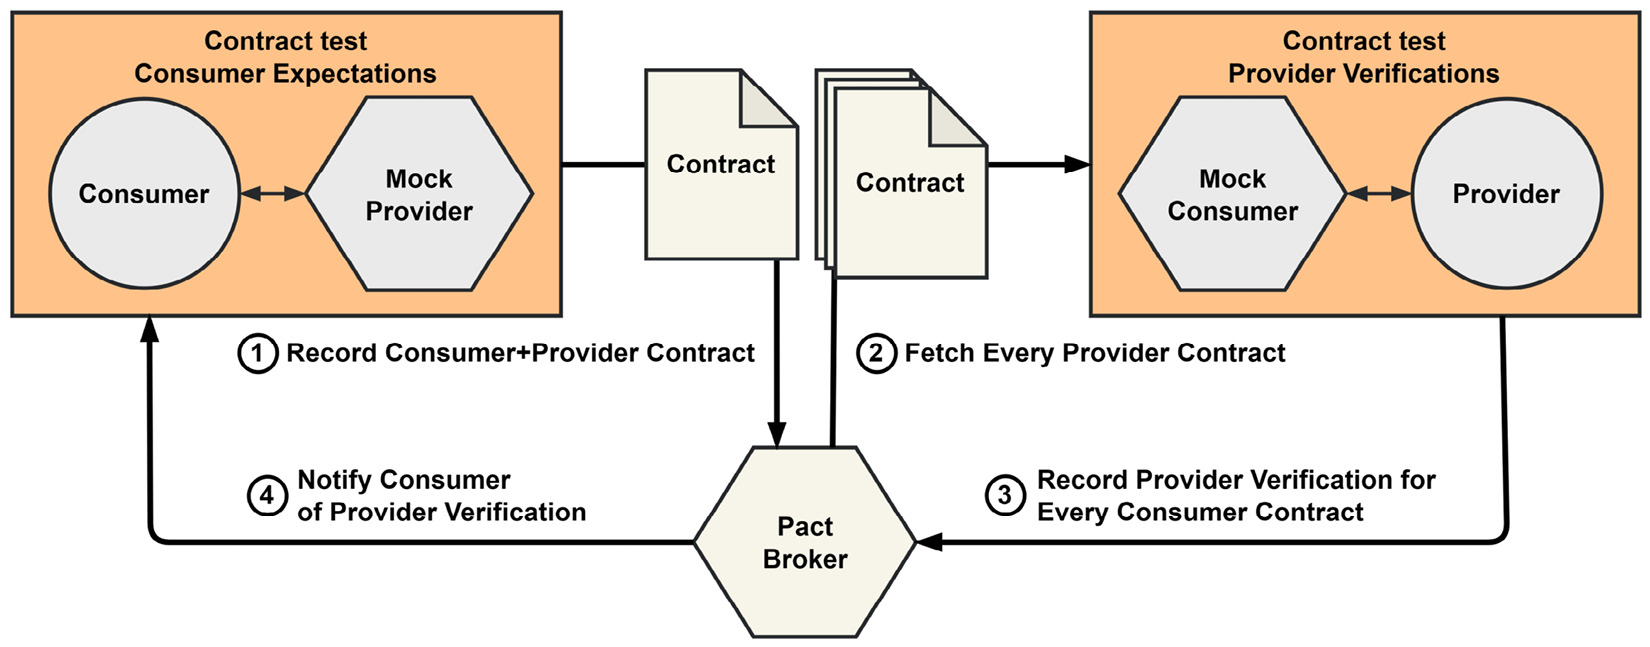 Contract test
Consumer Expectations
Consumer
Mock
Provider
Contract
Contract
Contract test
Provider Verifications
Mock
Consumer
Provider
1 Record Consumer+Provider Contract
2 Fetch Every Provider Contract
4 Notify Consumer
of Provider Verification
Pact
Broker
3 Record Provider Verification for
Every Consumer Contract